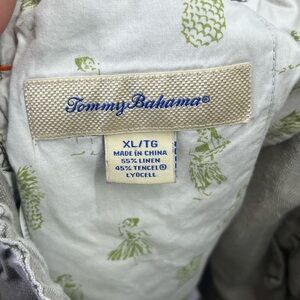 Tommy Bahama®
XL/TG
MADE IN CHINA
55% LINEN
45% TENCEL®
LYOCELL